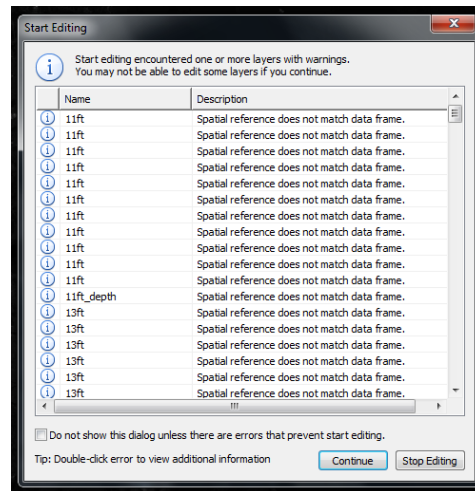 Start Editing
Start editing encountered one or more layers with warnings.
You may not be able to edit some layers if you continue.
Name Description
11ft Spatial reference does not match data frame.
11ft Spatial reference does not match data frame.
11ft Spatial reference does not match data frame.
11ft Spatial reference does not match data frame.
11ft Spatial reference does not match data frame.
11ft Spatial reference does not match data frame.
11ft Spatial reference does not match data frame.
11ft Spatial reference does not match data frame.
11ft Spatial reference does not match data frame.
11ft Spatial reference does not match data frame.
11ft Spatial reference does not match data frame.
11ft_depth Spatial reference does not match data frame.
13ft Spatial reference does not match data frame.
13ft Spatial reference does not match data frame.
13ft Spatial reference does not match data frame.
13ft Spatial reference does not match data frame.
13ft Spatial reference does not match data frame.
13ft Spatial reference does not match data frame.
Do not show this dialog unless there are errors that prevent start editing.
Tip: Double-click error to view additional information Continue Stop Editing